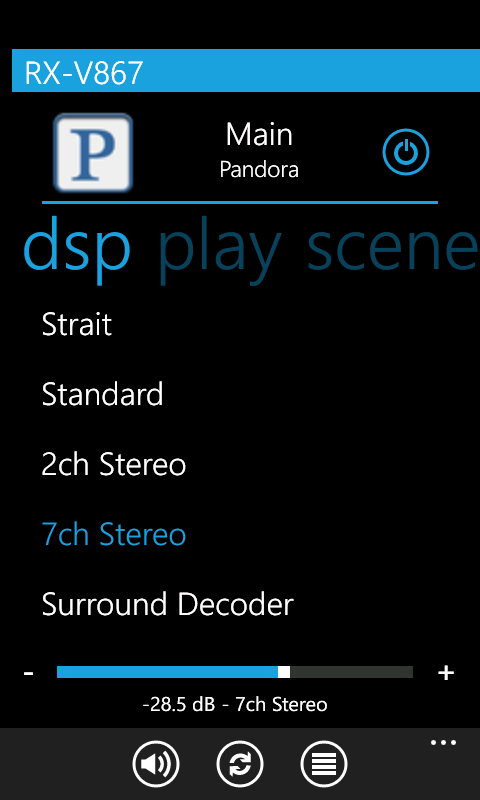 RX-V867
P
Main
Pandora
dsp play scene
Strait
Standard
2ch Stereo
7ch Stereo
Surround Decoder
- +
-28.5 dB - 7ch Stereo
...